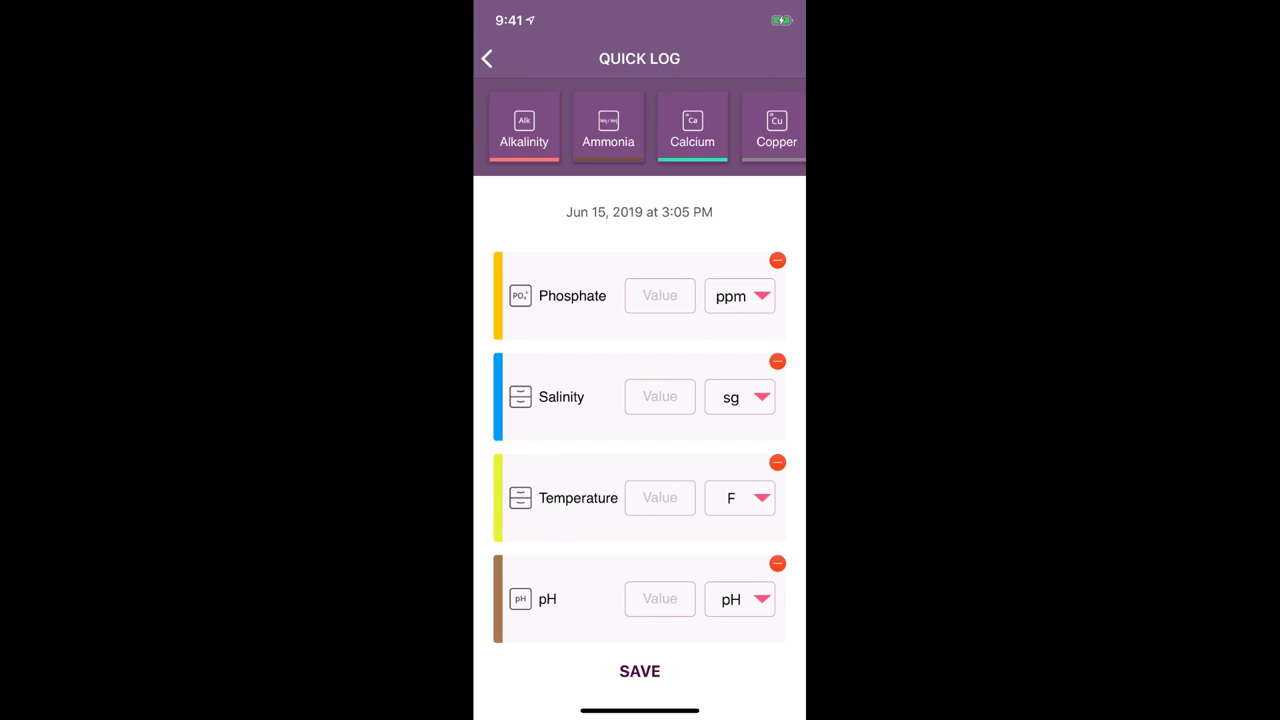 9:41
QUICK LOG
Alk
Ca
Cu
Alkalinity
Ammonia
Calcium
Copper
Jun 15, 2019 at 3:05 PM
Phosphate Value ppm
Salinity Value sg
Temperature Value F
pH pH Value pH
SAVE